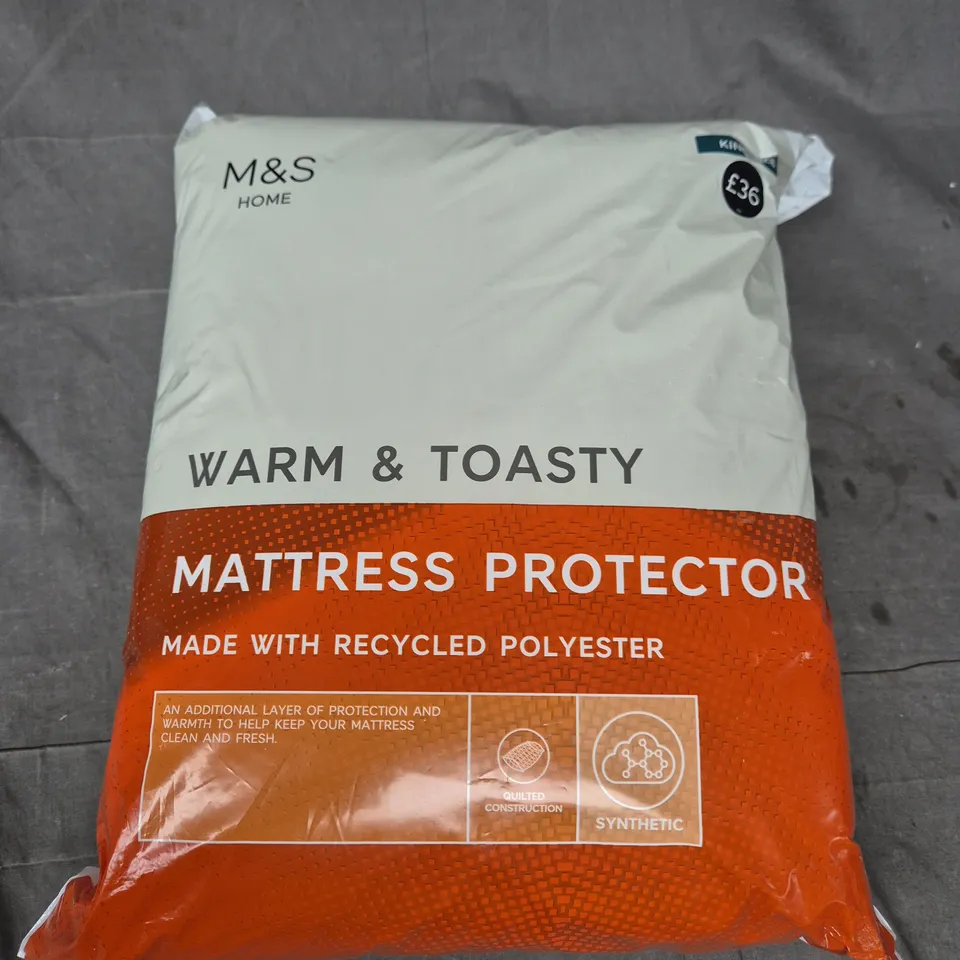 M&S
HOME
£36
WARM & TOASTY
MATTRESS PROTECTOR
MADE WITH RECYCLED POLYESTER
AN ADDITIONAL LAYER OF PROTECTION AND
WARMTH TO HELP KEEP YOUR MATTRESS
CLEAN AND FRESH.
QUILTED
CONSTRUCTION
SYNTHETIC